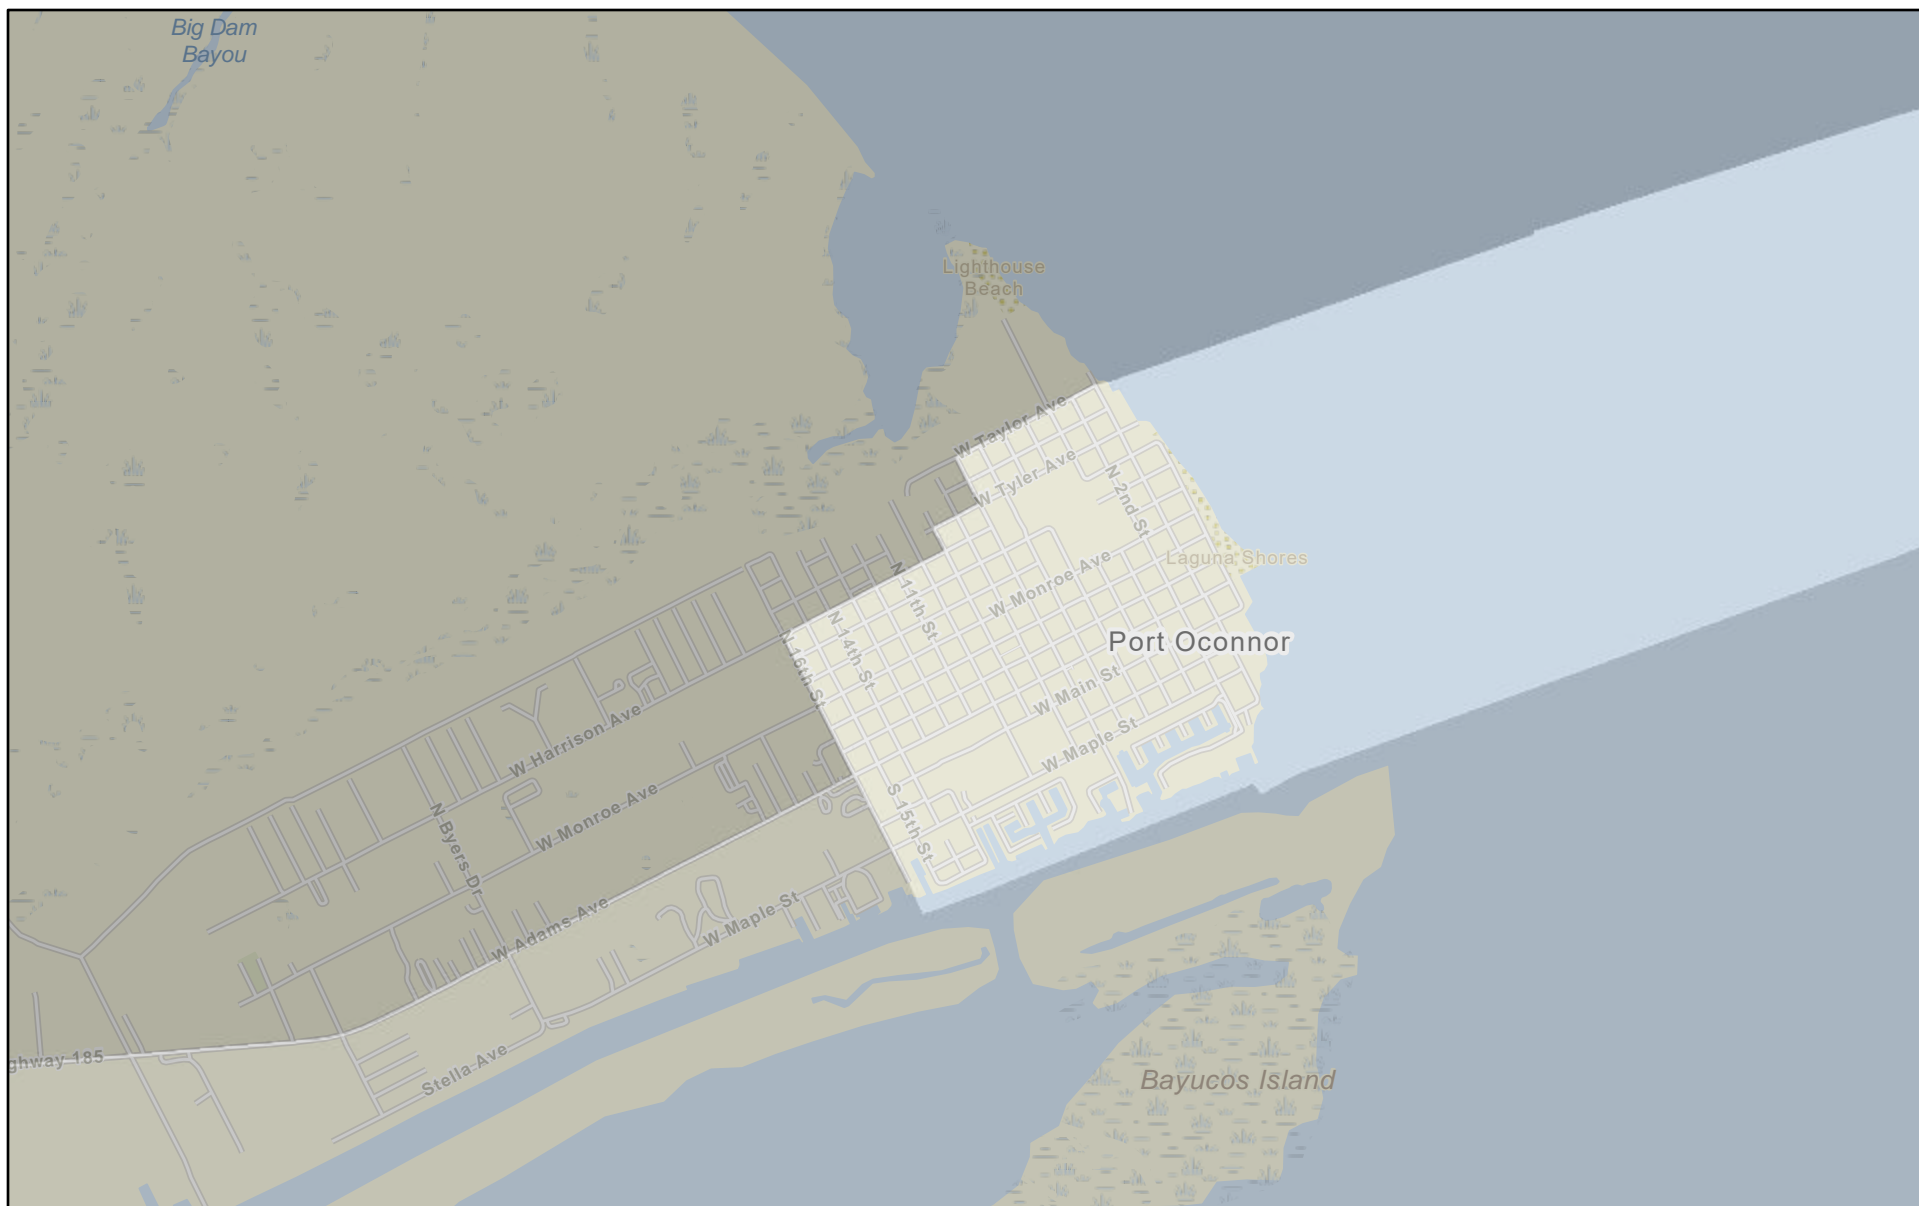 Big Dam
Bayou
Lighthouse
Beach
W Taylor Ave
W Tyler Ave
N 2nd St
Laguna Shores
W Monroe Ave
N 11th St
N 14th St
N 16th St
Port Oconnor
W Main St
W Maple St
W Harrison Ave
S 15th St
W Monroe Ave
N Byers Dr
W Adams Ave
W Maple St
ghway 185
Stella Ave
Bayucos Island